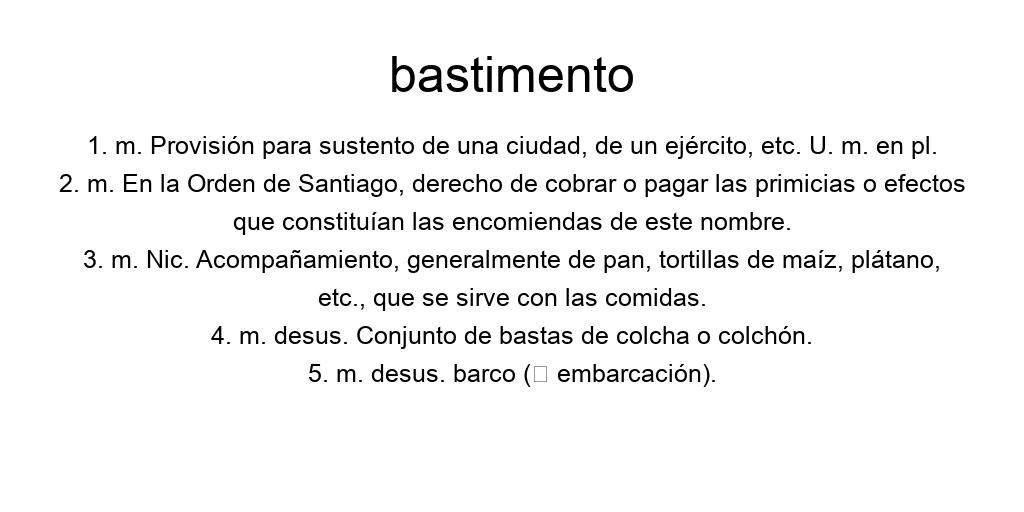 bastimento
1. m. Provisión para sustento de una ciudad, de un ejército, etc. U. m. en pl.
2. m. En la Orden de Santiago, derecho de cobrar o pagar las primicias o efectos
que constituían las encomiendas de este nombre.
3. m. Nic. Acompañamiento, generalmente de pan, tortillas de maíz, plátano,
etc., que se sirve con las comidas.
4. m. desus. Conjunto de bastas de colcha o colchón.
5. m. desus. barco (□ embarcación).